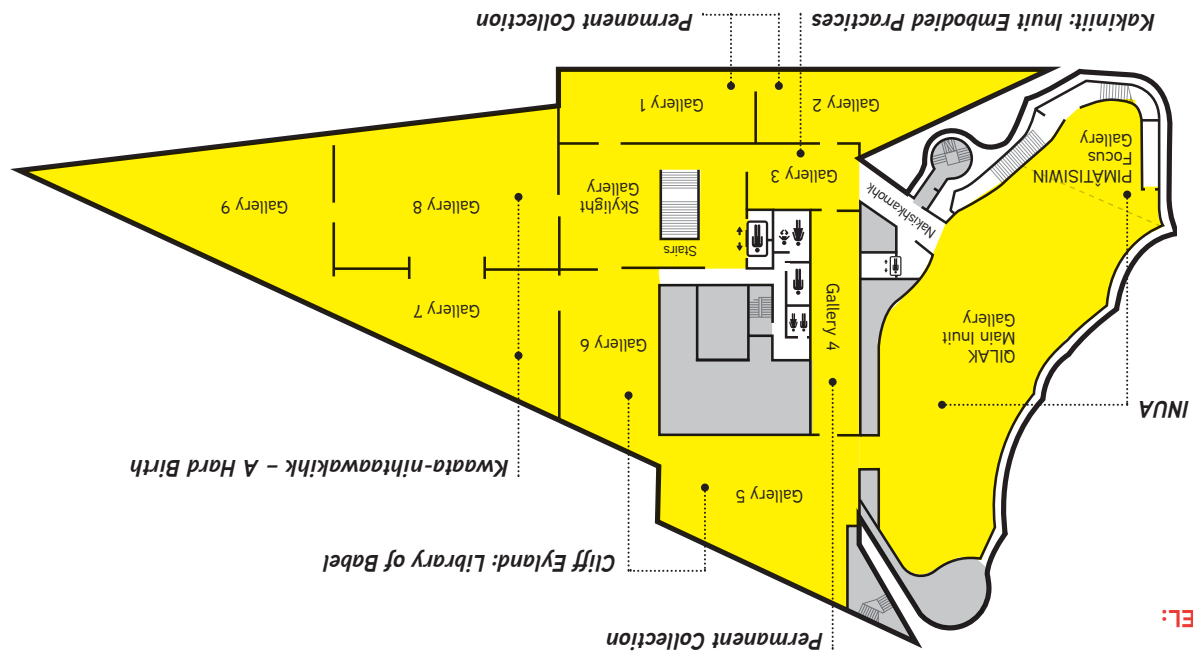 EL:
Permanent Collection
Cliff Eyland: Library of Babel
Kwaata-nihtaawakihk – A Hard Birth
INUA
Gallery 5
QILAK
Main Inuit
Gallery
Gallery 4
Gallery 6
Gallery 7
Stairs
Nakishkamohk
Skylight
Gallery
Gallery 3
Gallery 8
Gallery 9
PIMÂTISIWIN
Focus
Gallery
Gallery 2
Gallery 1
Kakiniit: Inuit Embodied Practices
Permanent Collection